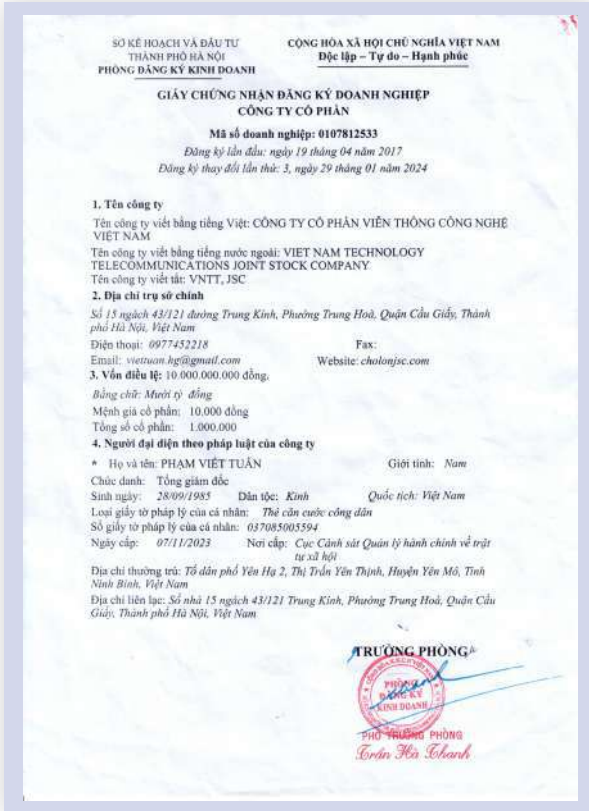 SỞ KẾ HOẠCH VÀ ĐẦU TƯ
THÀNH PHỐ HÀ NỘI
PHÒNG ĐĂNG KÝ KINH DOANH
CỘNG HÒA XÃ HỘI CHỦ NGHĨA VIỆT NAM
Độc lập – Tự do – Hạnh phúc
GIẤY CHỨNG NHẬN ĐĂNG KÝ DOANH NGHIỆP
CÔNG TY CỔ PHẦN
Mã số doanh nghiệp: 0107812533
Đăng ký lần đầu: ngày 19 tháng 04 năm 2017
Đăng ký thay đổi lần thứ: 3, ngày 29 tháng 01 năm 2024
1. Tên công ty
Tên công ty viết bằng tiếng Việt: CÔNG TY CỔ PHẦN VIỄN THÔNG CÔNG NGHỆ
VIỆT NAM
Tên công ty viết bằng tiếng nước ngoài: VIET NAM TECHNOLOGY
TELECOMMUNICATIONS JOINT STOCK COMPANY
Tên công ty viết tắt: VNTT, JSC
2. Địa chỉ trụ sở chính
Số 15 ngách 43/121 đường Trung Kính, Phường Trung Hoà, Quận Cầu Giấy, Thành
phố Hà Nội, Việt Nam
Điện thoại: 0977452218 Fax:
Email: viettuan.hg@gmail.com Website: cholonjsc.com
3. Vốn điều lệ: 10.000.000.000 đồng.
Bằng chữ: Mười tỷ đồng
Mệnh giá cổ phần: 10.000 đồng
Tổng số cổ phần: 1.000.000
4. Người đại diện theo pháp luật của công ty
* Họ và tên: PHẠM VIẾT TUẤN Giới tính: Nam
Chức danh: Tổng giám đốc
Sinh ngày: 28/09/1985 Dân tộc: Kinh Quốc tịch: Việt Nam
Loại giấy tờ pháp lý của cá nhân: Thẻ căn cước công dân
Số giấy tờ pháp lý của cá nhân: 037085005594
Ngày cấp: 07/11/2023 Nơi cấp: Cục Cảnh sát Quản lý hành chính về trật
tự xã hội
Địa chỉ thường trú: Tổ dân phố Yên Hạ 2, Thị Trấn Yên Thịnh, Huyện Yên Mô, Tỉnh
Ninh Bình, Việt Nam
Địa chỉ liên lạc: Số nhà 15 ngách 43/121 Trung Kính, Phường Trung Hoà, Quận Cầu
Giấy, Thành phố Hà Nội, Việt Nam
TRƯỞNG PHÒNG
PHÒNG
ĐĂNG KÝ
KINH DOANH
PHÓ TRƯỞNG PHÒNG
Trần Hà Thanh